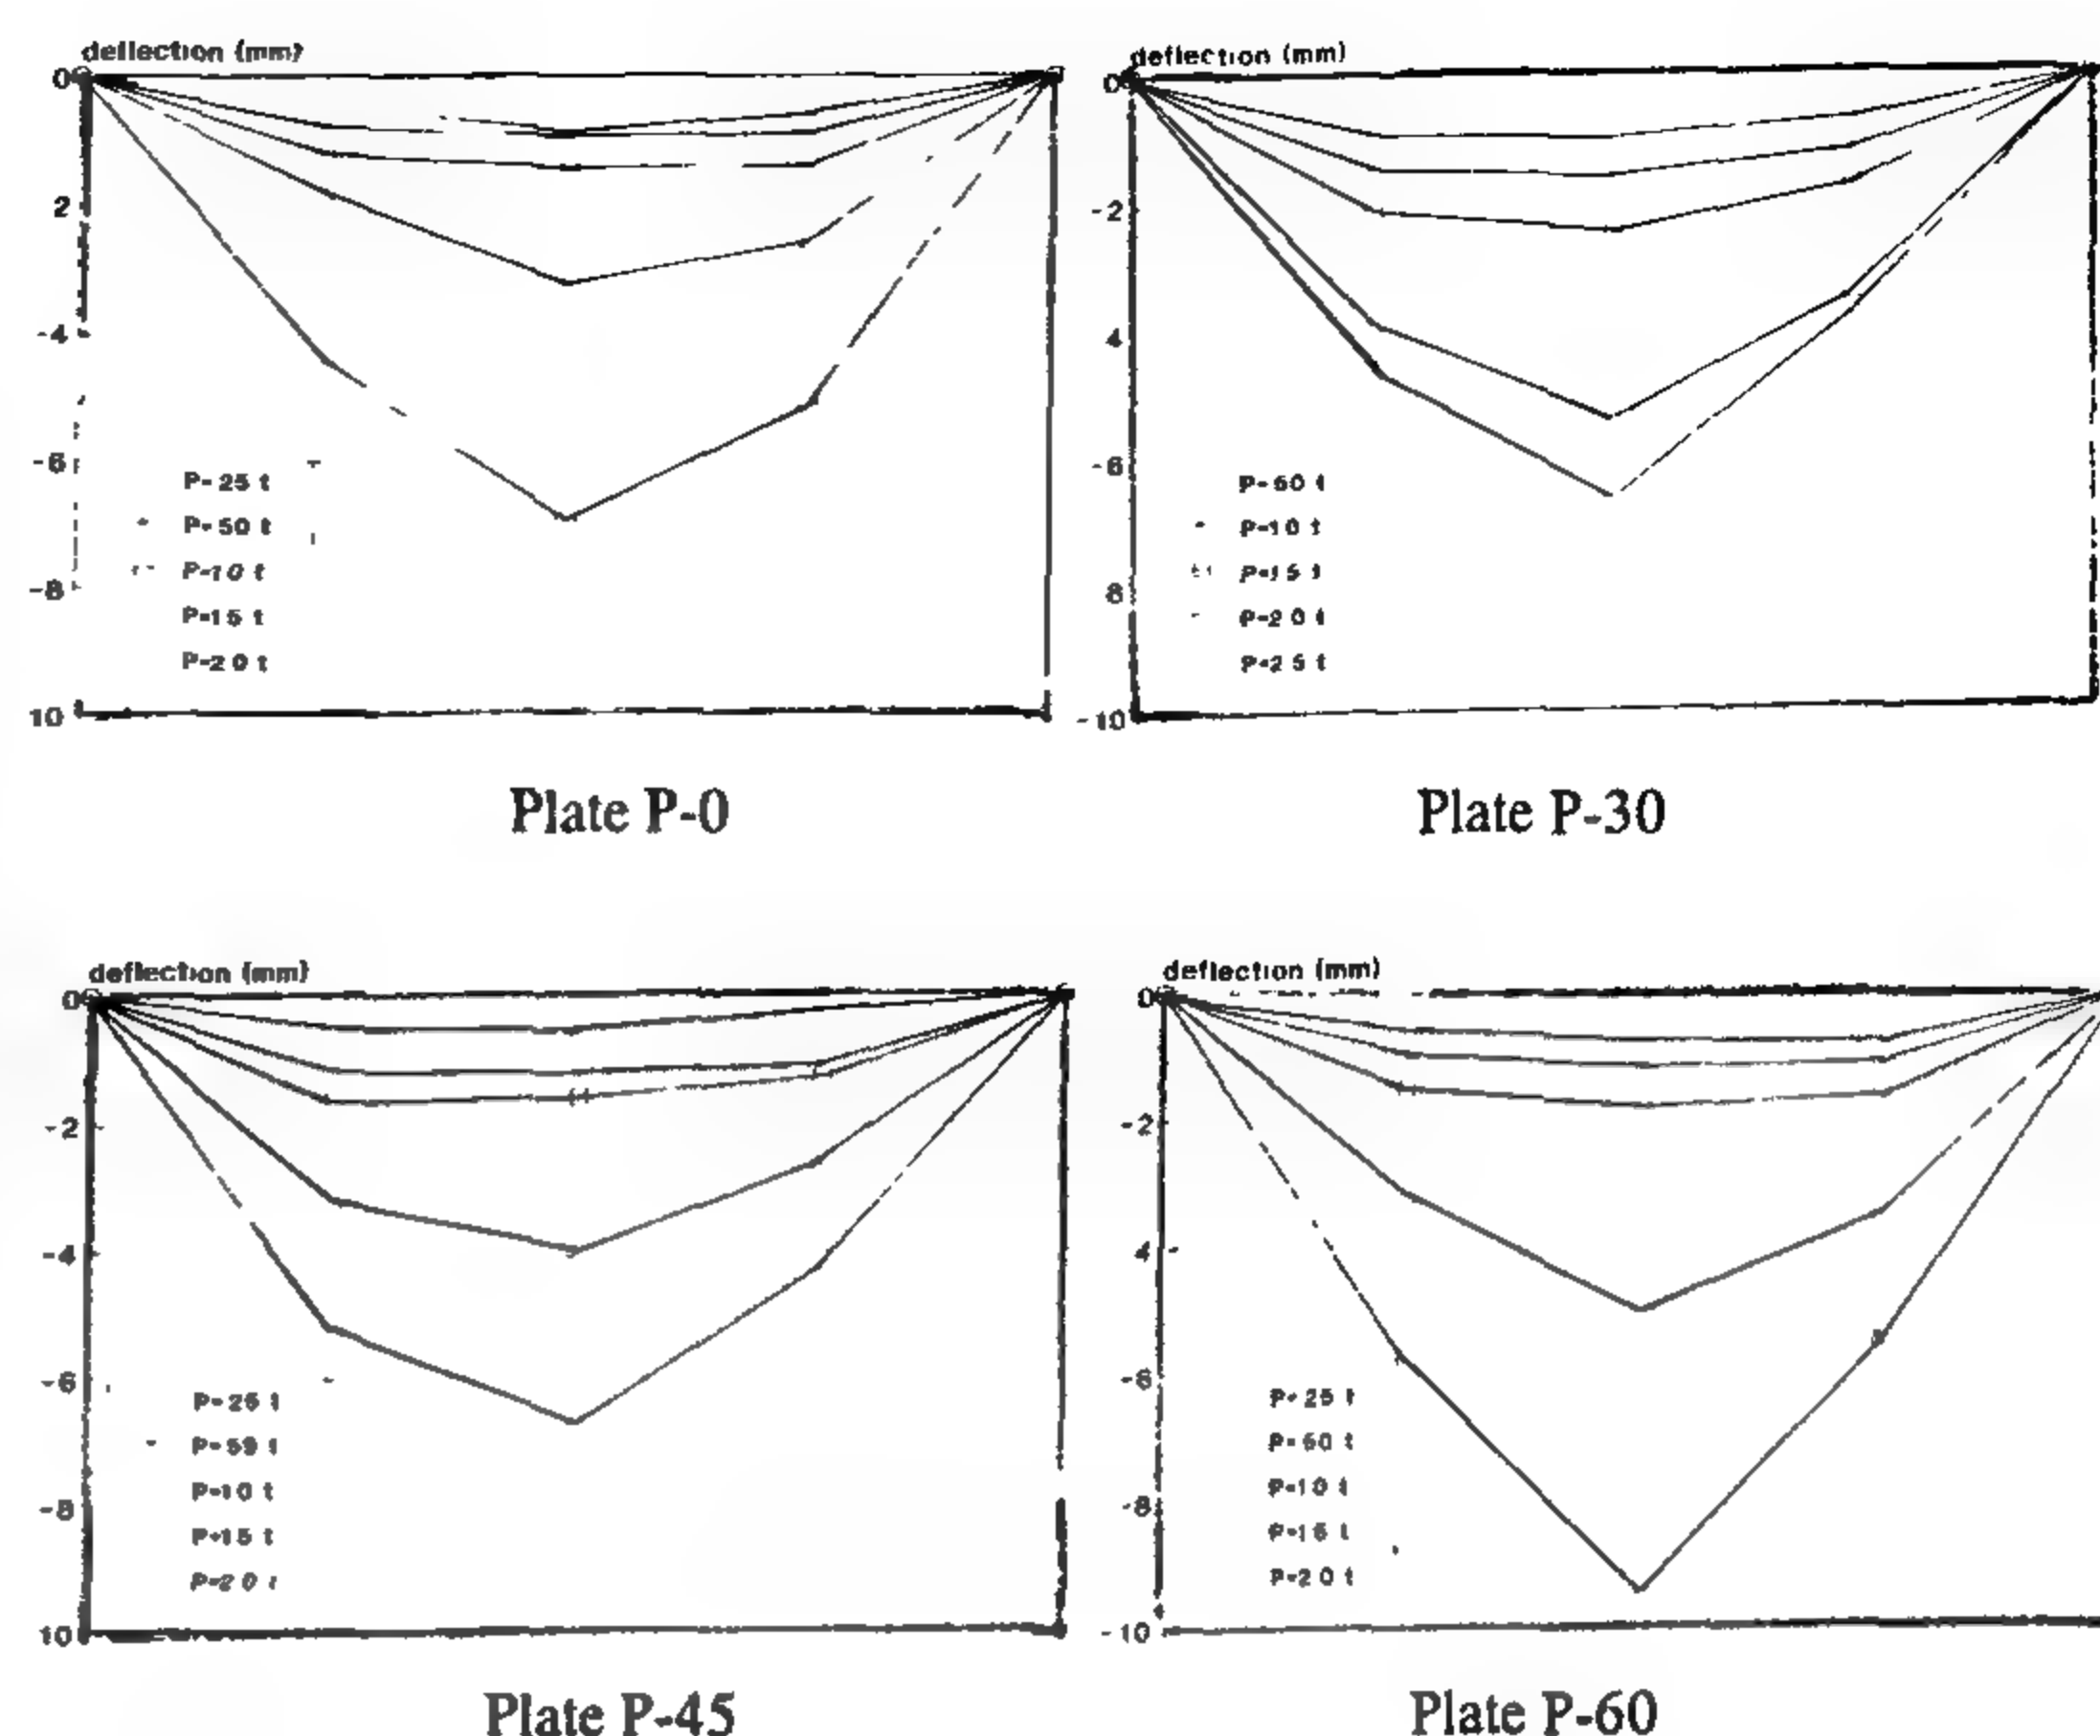 deflection (mm)
0
2
-4
-6
-8
10
P-25 t
P-50 t
P-10 t
P-15 t
P-20 t
Plate P-0
deflection (mm)
0
-2
4
-6
8
-10
P-50 t
P-10 t
P-15 t
P-20 t
P-25 t
Plate P-30
deflection (mm)
0
-2
-4
-6
-8
10
P-25 t
P-59 t
P-10 t
P-15 t
P-20 t
Plate P-45
deflection (mm)
0
-2
4
-6
-8
-10
P-25 t
P-50 t
P-10 t
P-15 t
P-20 t
Plate P-60